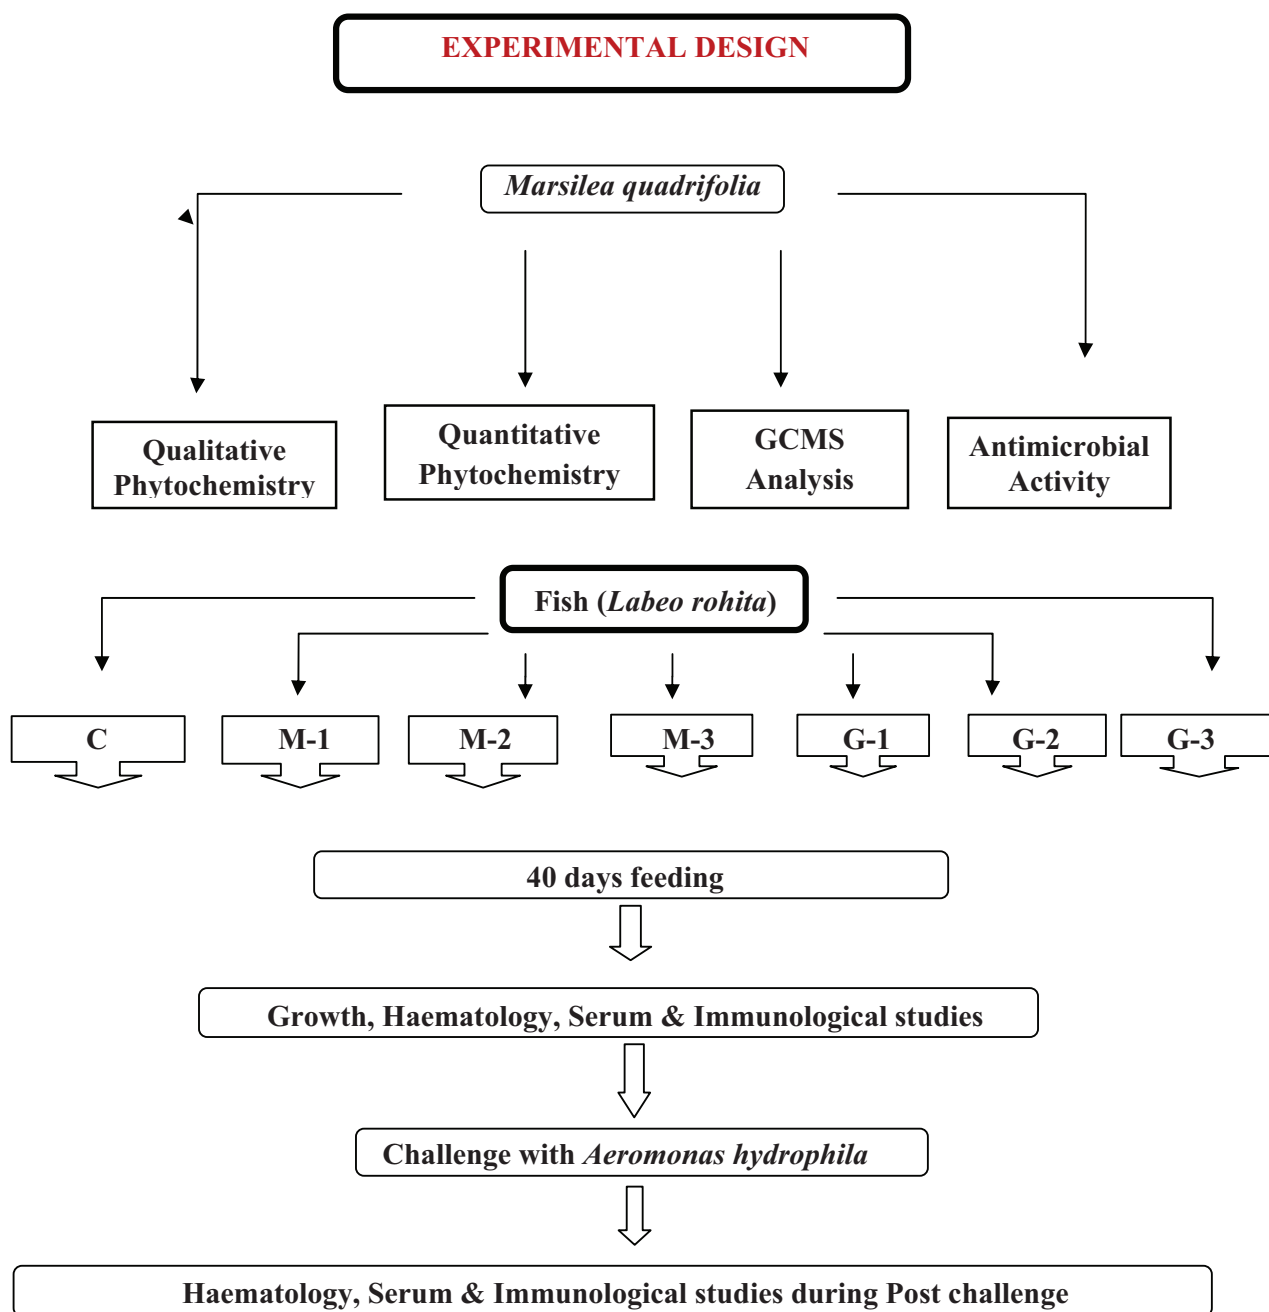 EXPERIMENTAL DESIGN
Marsilea quadrifolia
Qualitative
Phytochemistry
Quantitative
Phytochemistry
GCMS
Analysis
Antimicrobial
Activity
Fish (Labeo rohita)
C
M-1
M-2
M-3
G-1
G-2
G-3
40 days feeding
Growth, Haematology, Serum & Immunological studies
Challenge with Aeromonas hydrophila
Haematology, Serum & Immunological studies during Post challenge